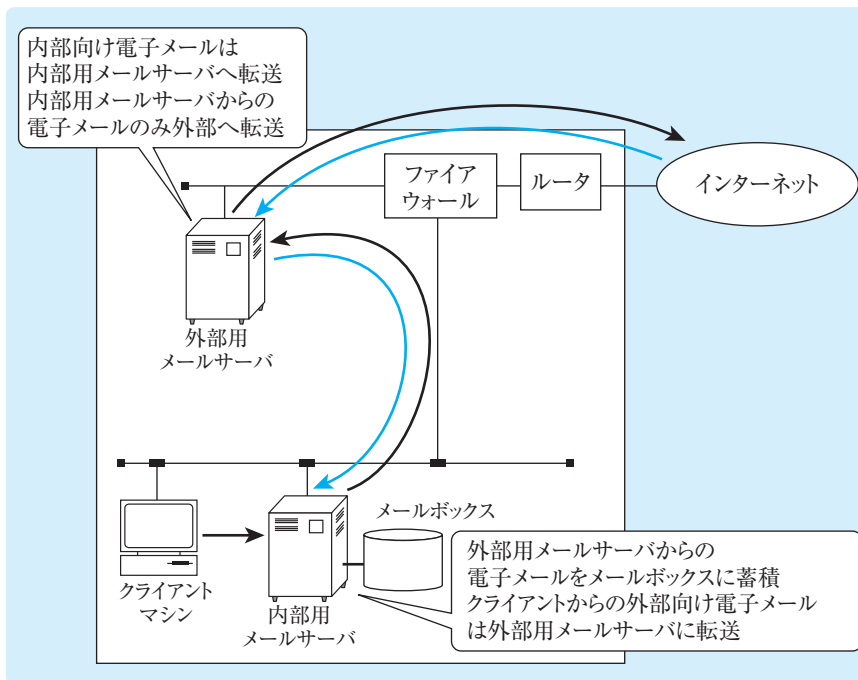 内部向け電子メールは
内部用メールサーバへ転送
内部用メールサーバからの
電子メールのみ外部へ転送
ファイア
ウォール
ルータ
インターネット
外部用
メールサーバ
メールボックス
クライアント
マシン
内部用
メールサーバ
外部用メールサーバからの
電子メールをメールボックスに蓄積
クライアントからの外部向け電子メール
は外部用メールサーバに転送